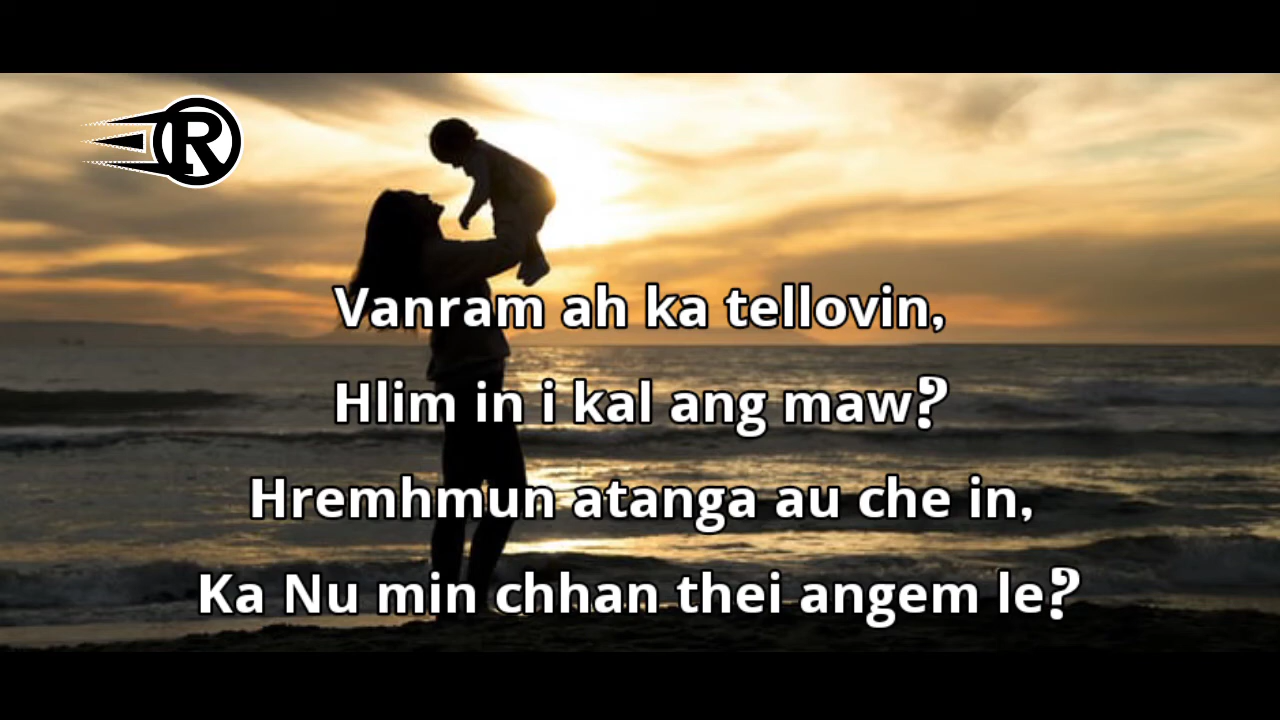 R
Vanram ah ka tellovin,
Hlim in i kal ang maw?
Hremhmun atanga au che in,
Ka Nu min chhan thei angem le?